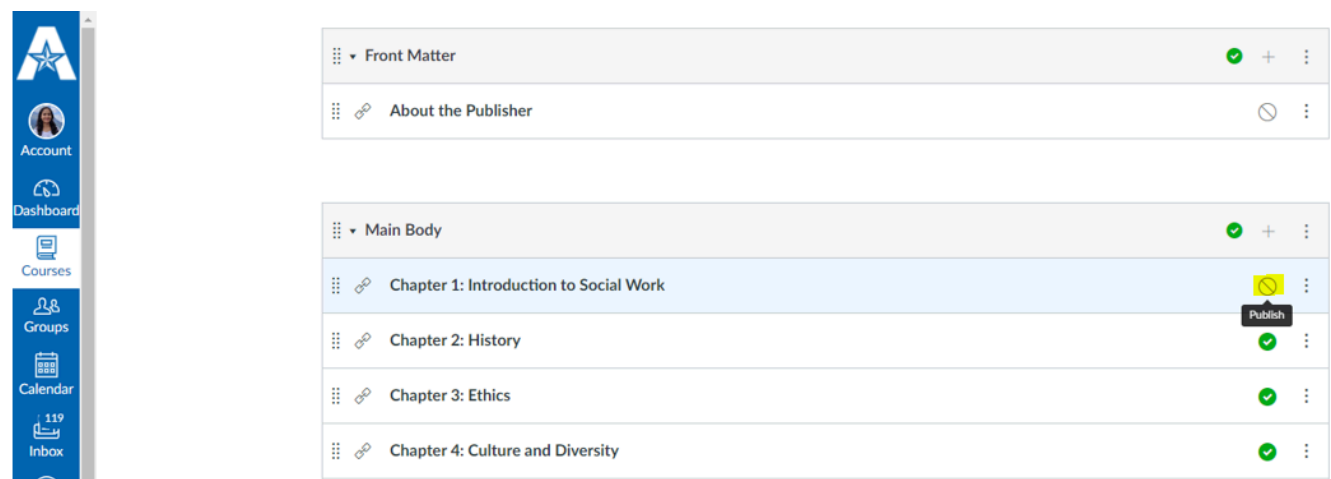 Front Matter
About the Publisher
Account
Dashboard
Main Body
Courses
Chapter 1: Introduction to Social Work
Publish
Groups
Chapter 2: History
Calendar
Chapter 3: Ethics
119
Inbox
Chapter 4: Culture and Diversity